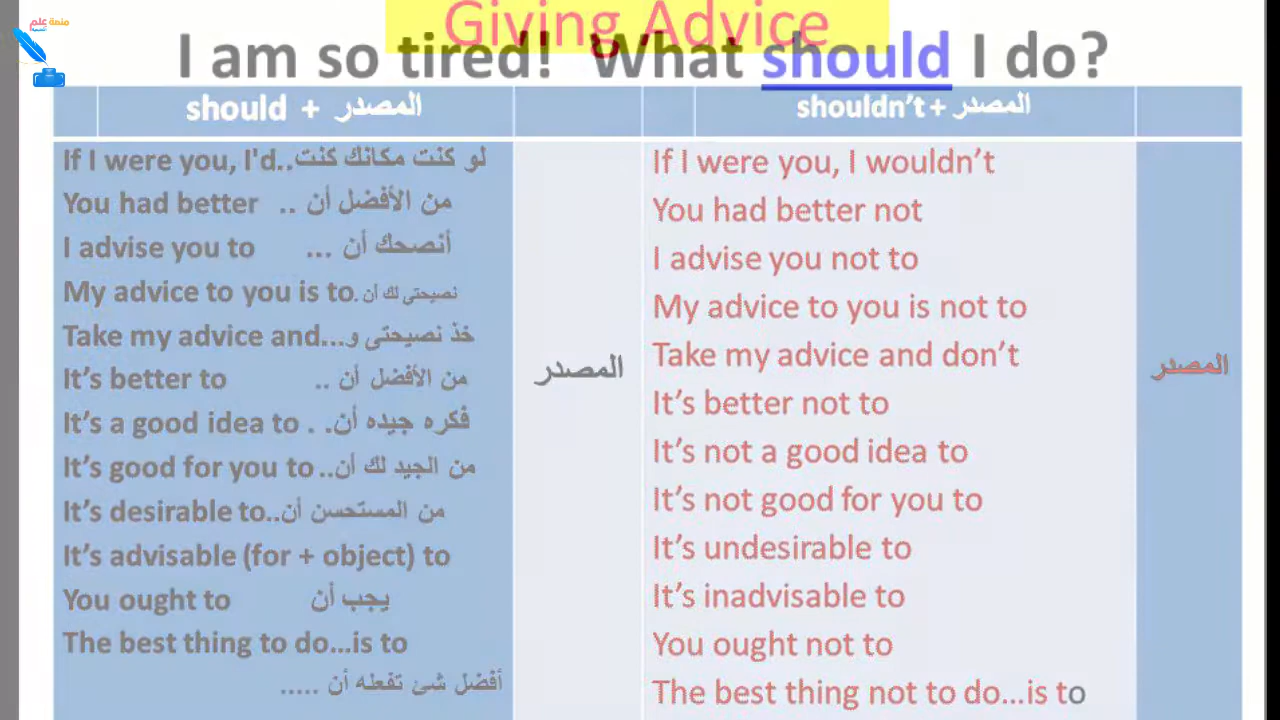 منصة علم
Giving Advice
I am so tired! What should I do?
should + المصدر
shouldn't + المصدر
If I were you, I'd..لو كنت مكانك كنت
You had better .. من الأفضل أن
I advise you to ... أنصحك أن
My advice to you is to. نصيحتى لك أن
Take my advice and...خذ نصيحتى و
It's better to .. من الأفضل أن
It's a good idea to . . فكره جيده أن.
It's good for you to..من الجيد لك أن
It's desirable to..من المستحسن أن
It's advisable (for + object) to
You ought to يجب أن
The best thing to do...is to
أفضل شئ تفعله أن .....
المصدر
If I were you, I wouldn't
You had better not
I advise you not to
My advice to you is not to
Take my advice and don't
It's better not to
It's not a good idea to
It's not good for you to
It's undesirable to
It's inadvisable to
You ought not to
The best thing not to do...is to
المصدر